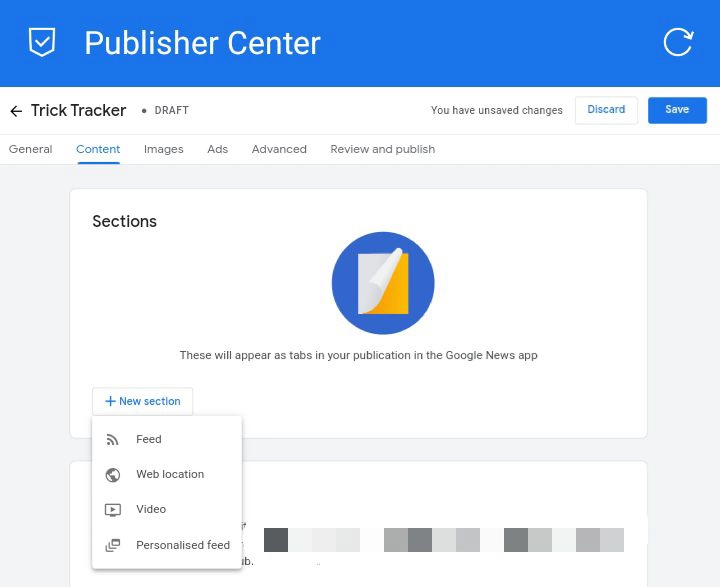 Publisher Center
Trick Tracker • DRAFT
You have unsaved changes
Discard
Save
General Content Images Ads Advanced Review and publish
Sections
These will appear as tabs in your publication in the Google News app
+ New section
Feed
Web location
Video
Personalised feed
ub.